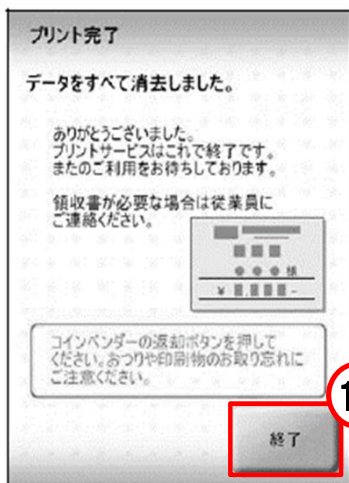 プリント完了
データをすべて消去しました。
ありがとうございました。
プリントサービスはこれで終了です。
またのご利用をお待ちしております。
領収書が必要な場合は従業員に
ご連絡ください。
●●●様
¥ ■,■■■-
コインベンダーの返却ボタンを押して
ください。おつりや印刷物のお取り忘れに
ご注意ください。
1
終了